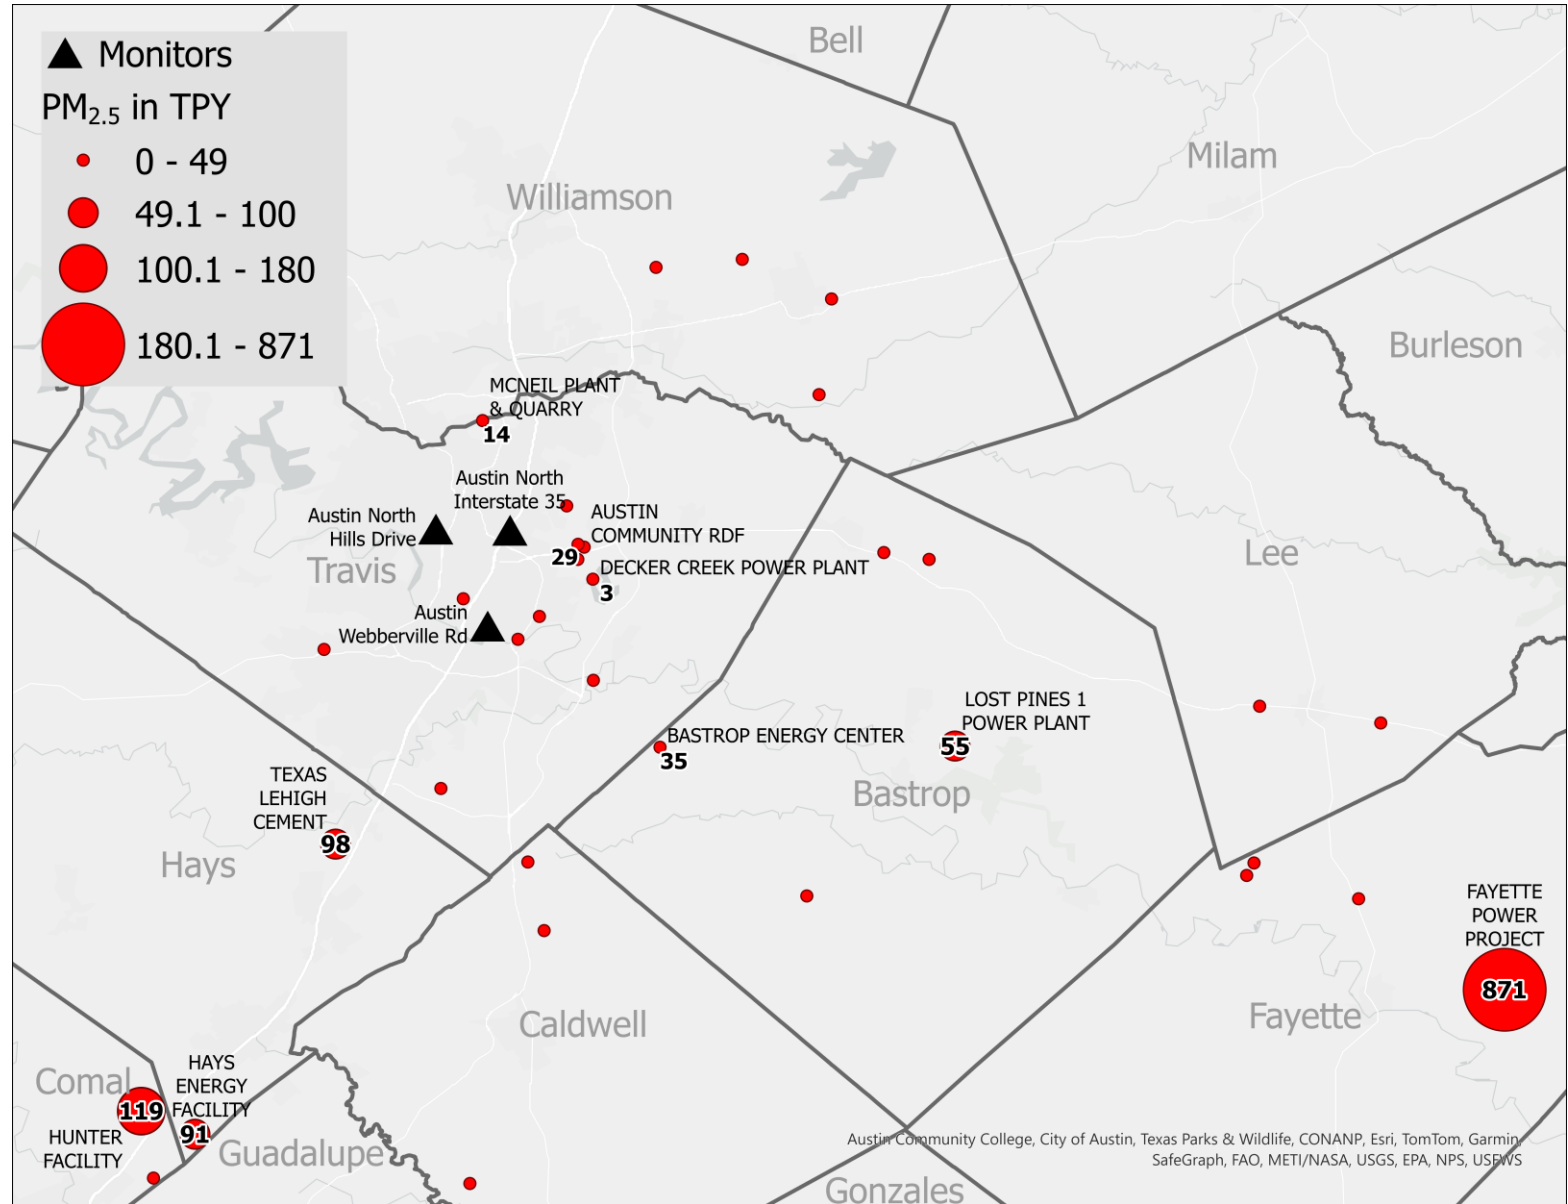 Monitors
PM2.5 in TPY
0 - 49
49.1 - 100
100.1 - 180
180.1 - 871
Bell
Milam
Williamson
Burleson
MCNEIL PLANT
& QUARRY
14
Austin North
Interstate 35
Austin North
Hills Drive
AUSTIN
COMMUNITY RDF
29
DECKER CREEK POWER PLANT
3
Travis
Lee
Austin
Webberville Rd
LOST PINES 1
POWER PLANT
55
BASTROP ENERGY CENTER
35
Bastrop
TEXAS
LEHIGH
CEMENT
98
Hays
FAYETTE
POWER
PROJECT
871
Fayette
Caldwell
Comal
HAYS
ENERGY
FACILITY
91
119
HUNTER
FACILITY
Guadalupe
Gonzales
Austin Community College, City of Austin, Texas Parks & Wildlife, CONANP, Esri, TomTom, Garmin,
SafeGraph, FAO, METI/NASA, USGS, EPA, NPS, USFWS